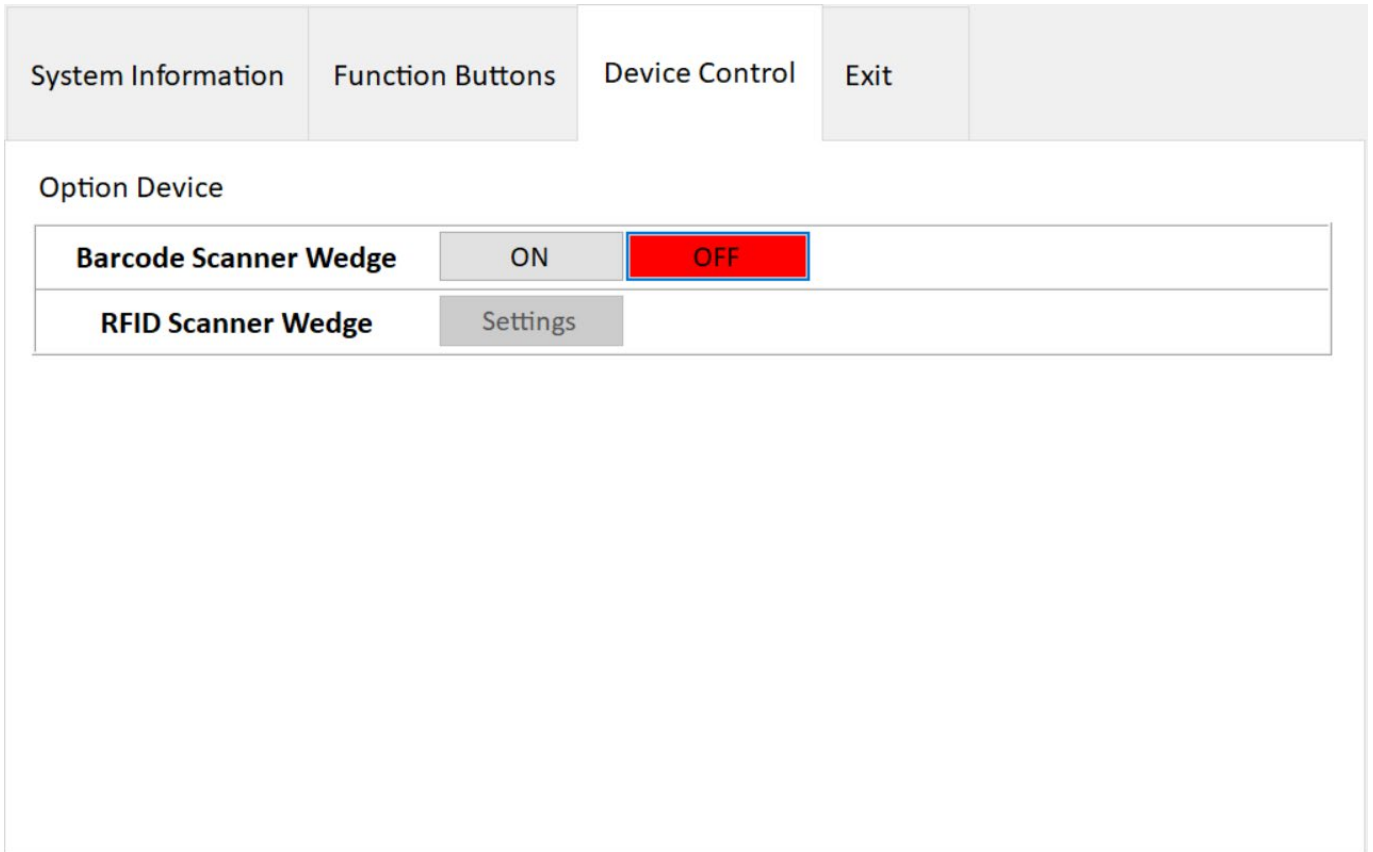 System Information Function Buttons Device Control Exit
Option Device
Barcode Scanner Wedge ON OFF
RFID Scanner Wedge Settings